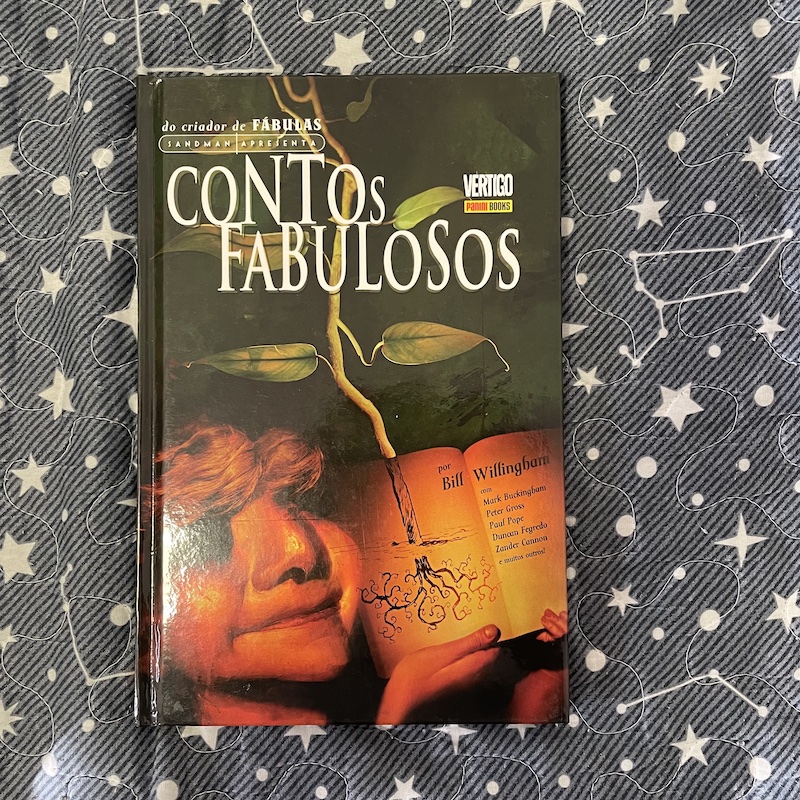 do criador de FÁBULAS
SANDMAN APRESENTA
CONTOS
FABULOSOS
VERTIGO
PANINI BOOKS
por
Bill Willingham
com
Mark Buckingham
Peter Gross
Paul Pope
Duncan Fegredo
Zander Cannon
e muitos outros!